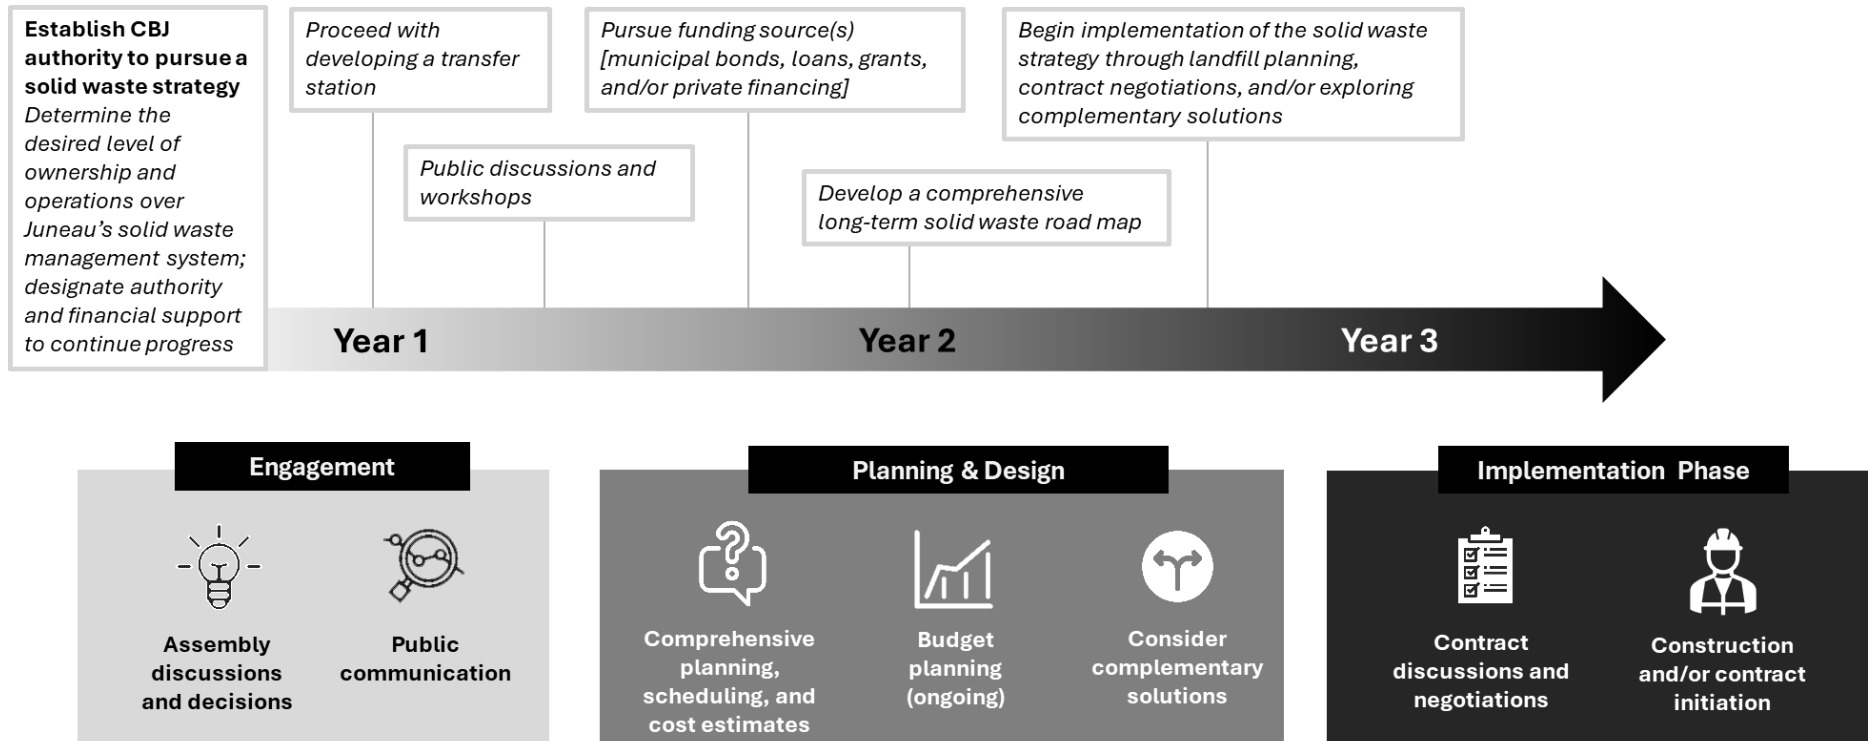 Establish CBJ
authority to pursue a
solid waste strategy
Determine the
desired level of
ownership and
operations over
Juneau’s solid waste
management system;
designate authority
and financial support
to continue progress
Proceed with
developing a transfer
station
Public discussions and
workshops
Pursue funding source(s)
[municipal bonds, loans, grants,
and/or private financing]
Develop a comprehensive
long-term solid waste road map
Begin implementation of the solid waste
strategy through landfill planning,
contract negotiations, and/or exploring
complementary solutions
Year 1
Year 2
Year 3
Engagement
Assembly
discussions
and decisions
Public
communication
Planning & Design
Comprehensive
planning,
scheduling, and
cost estimates
Budget
planning
(ongoing)
Consider
complementary
solutions
Implementation Phase
Contract
discussions and
negotiations
Construction
and/or contract
initiation